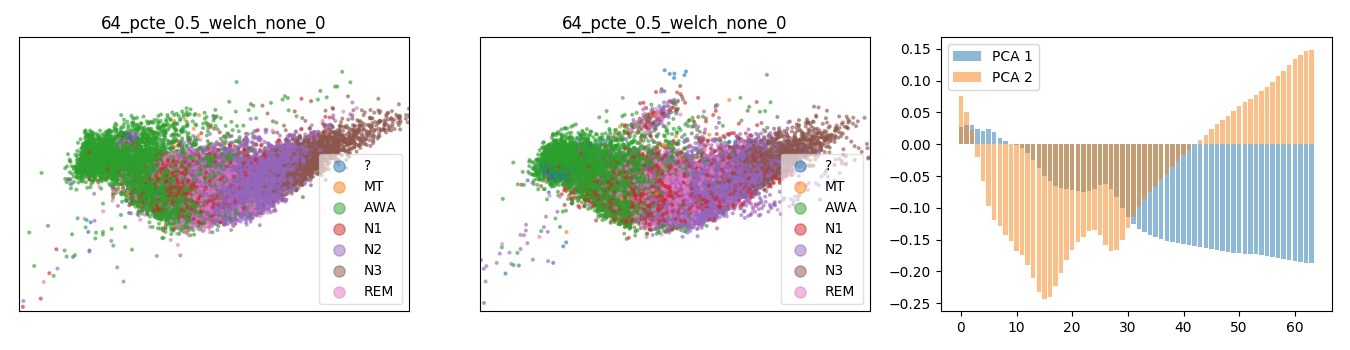 64_pcte_0.5_welch_none_0
?
MT
AWA
N1
N2
N3
REM
64_pcte_0.5_welch_none_0
?
MT
AWA
N1
N2
N3
REM
PCA 1
PCA 2
0.15
0.10
0.05
0.00
−0.05
−0.10
−0.15
−0.20
−0.25
0 10 20 30 40 50 60